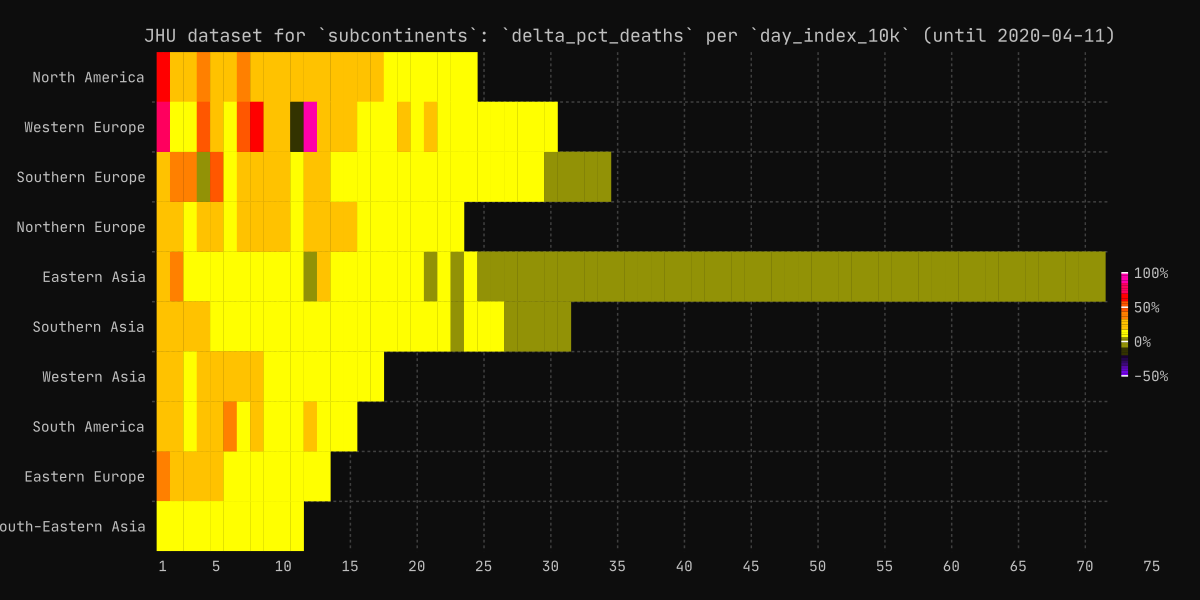 JHU dataset for `subcontinents`: `delta_pct_deaths` per `day_index_10k` (until 2020-04-11)
North America
Western Europe
Southern Europe
Northern Europe
Eastern Asia
Southern Asia
Western Asia
South America
Eastern Europe
outh-Eastern Asia
100%
50%
0%
-50%
1 5 10 15 20 25 30 35 40 45 50 55 60 65 70 75